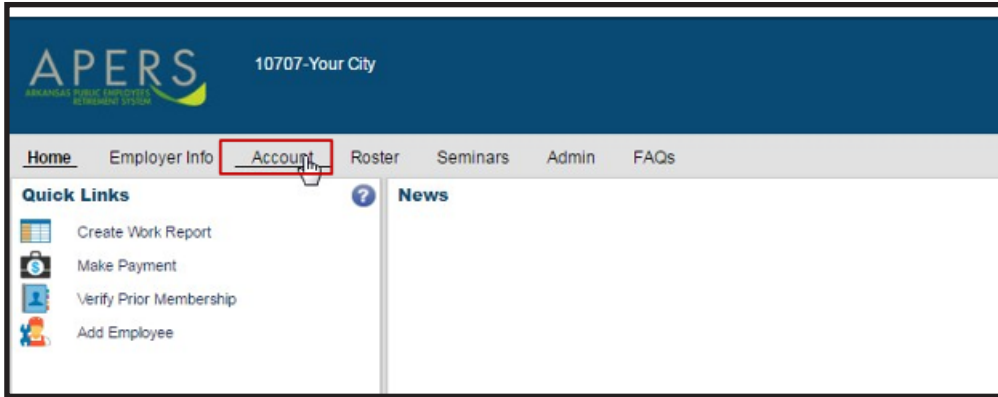 APERS
ARKANSAS PUBLIC EMPLOYEES
RETIREMENT SYSTEM
10707-Your City
Home Employer Info Account Roster Seminars Admin FAQs
Quick Links ?
Create Work Report
Make Payment
Verify Prior Membership
Add Employee
News